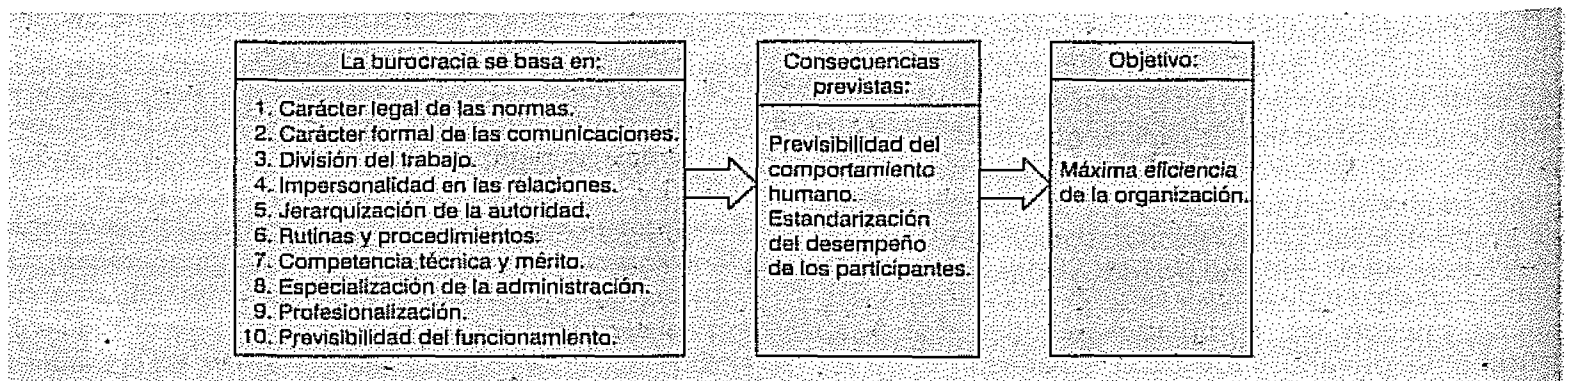 La burocracia se basa en:
1. Carácter legal de las normas.
2. Carácter formal de las comunicaciones.
3. División del trabajo.
4. Impersonalidad en las relaciones.
5. Jerarquización de la autoridad.
6. Rutinas y procedimientos.
7. Competencia técnica y mérito.
8. Especialización de la administración.
9. Profesionalización.
10. Previsibilidad del funcionamiento.
Consecuencias
previstas:
Previsibilidad del
comportamiento
humano.
Estandarización
del desempeño
de los participantes.
Objetivo:
Máxima eficiencia
de la organización.